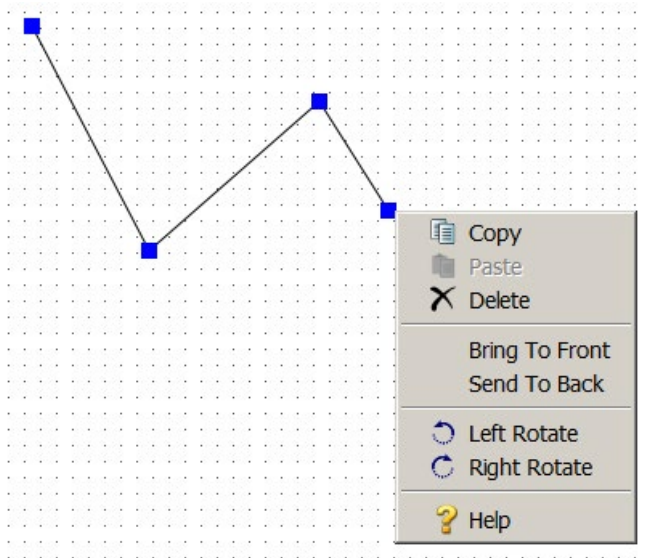 Copy
Paste
Delete
Bring To Front
Send To Back
Left Rotate
Right Rotate
Help